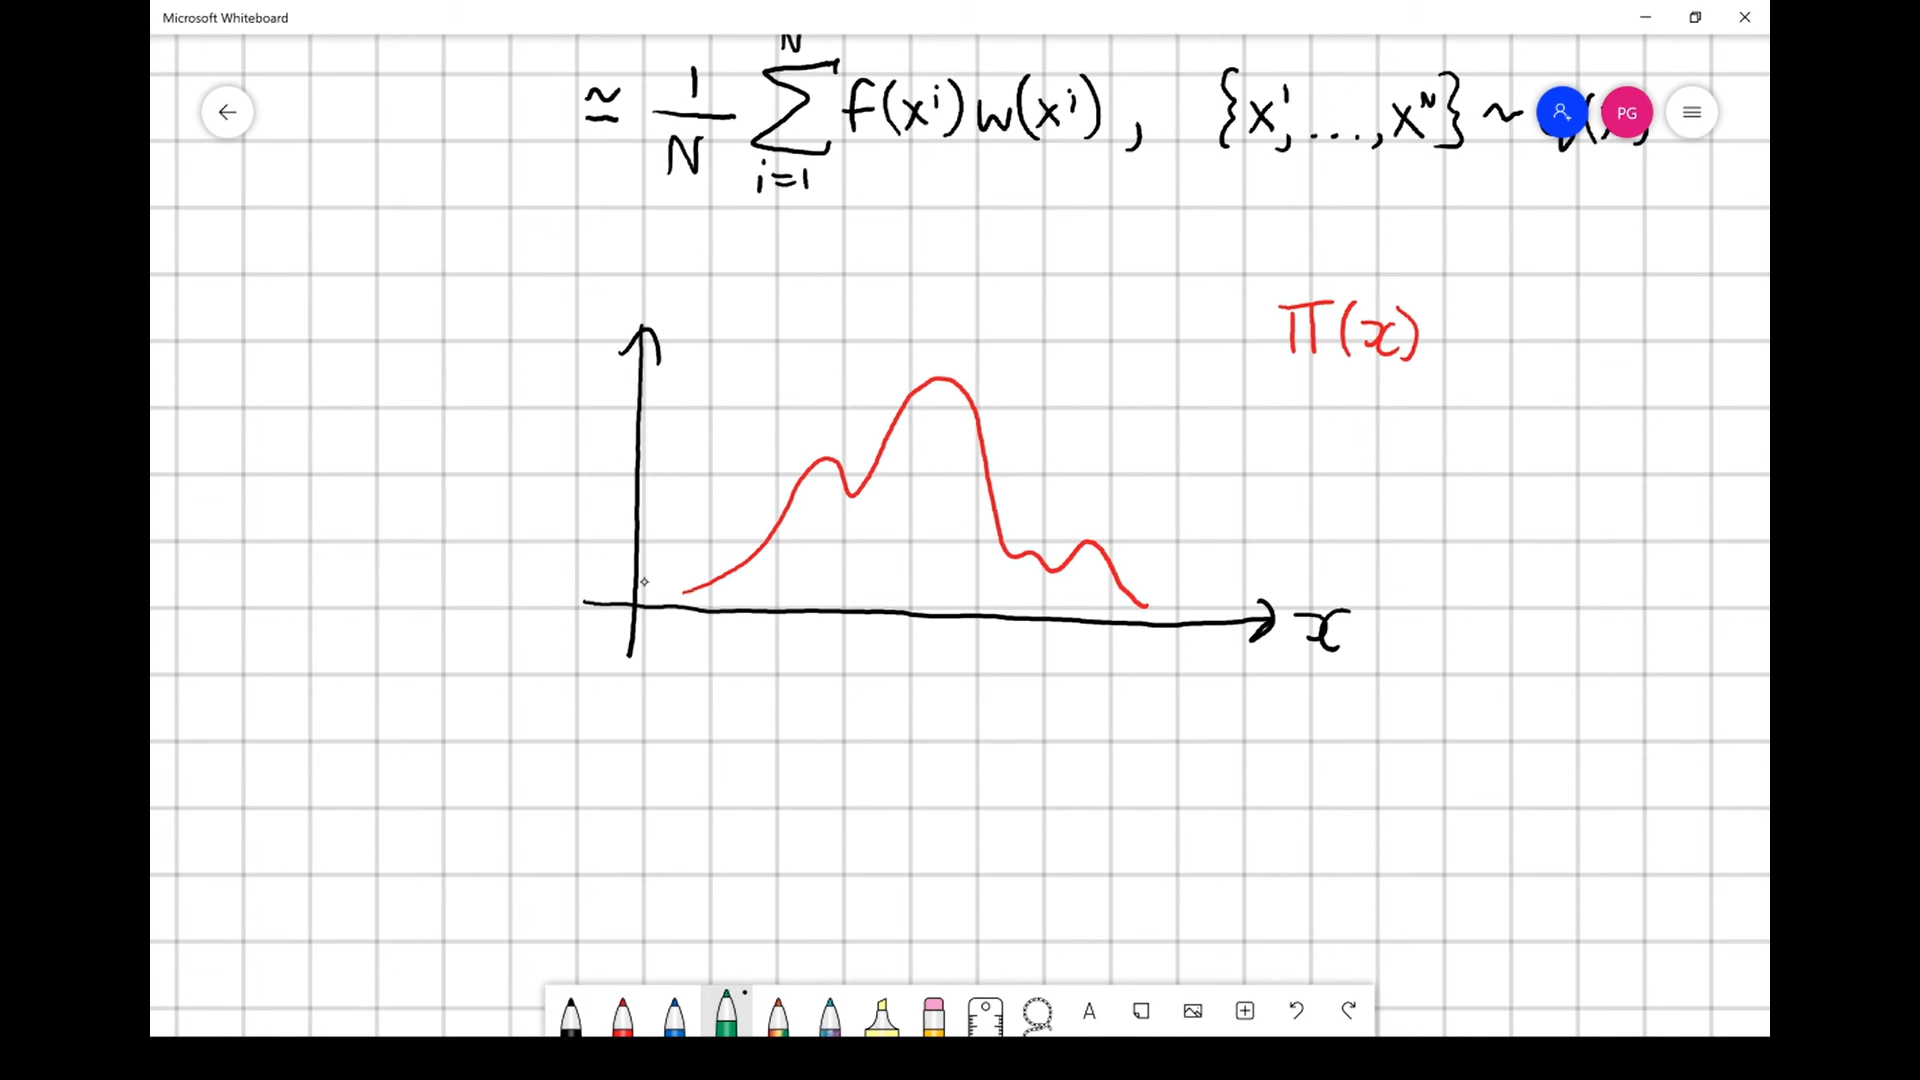 Microsoft Whiteboard
≃ 1/N ∑_{i=1}^{N} f(xⁱ) w(xⁱ) , {x¹, ..., xᴺ} ~
PG
π(x)
x
A